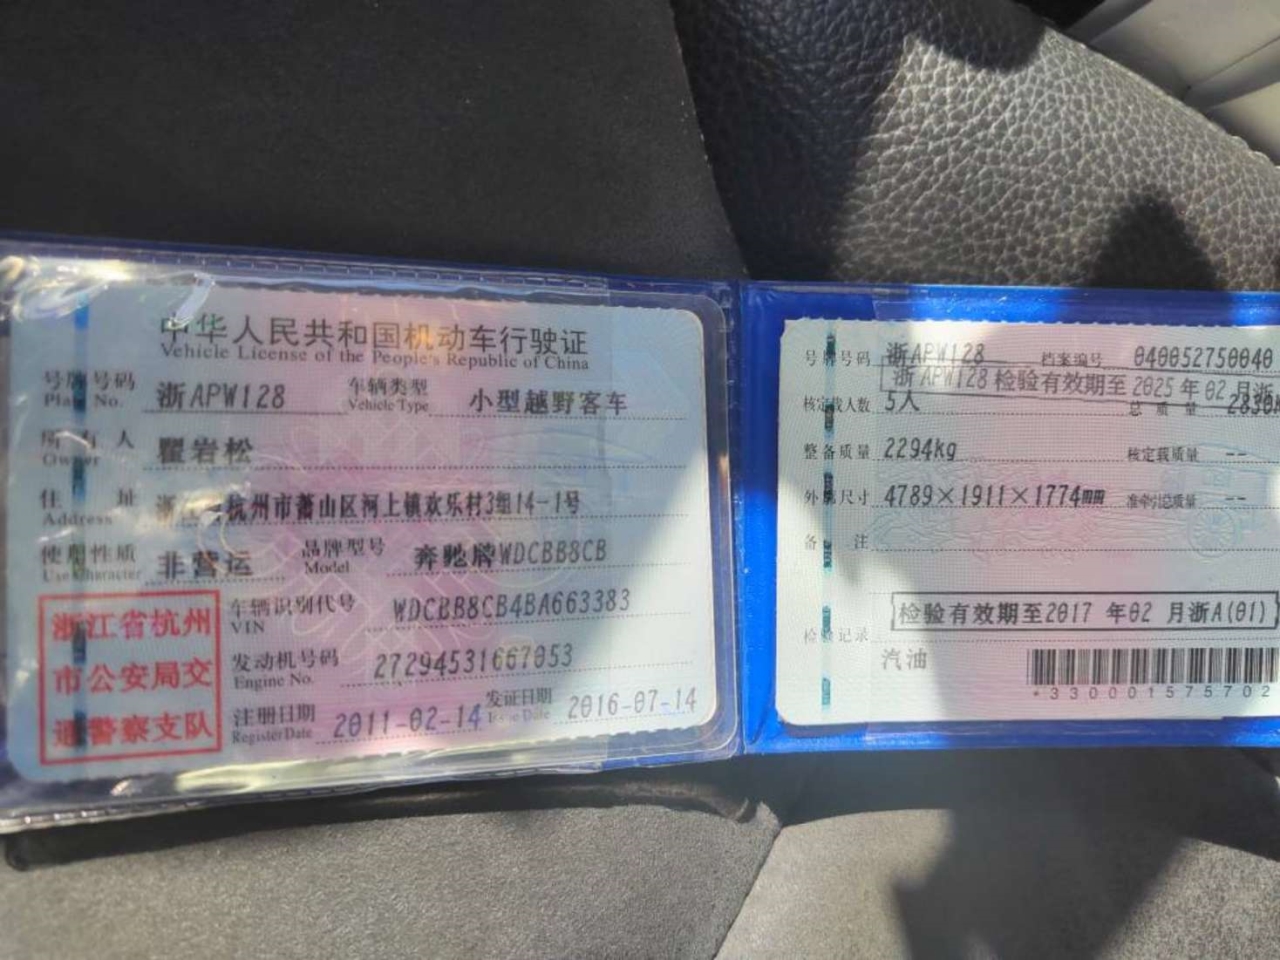 中华人民共和国机动车行驶证
Vehicle License of the People's Republic of China
号牌号码 浙APW128 车辆类型 小型越野客车
Plate No. Vehicle Type
所有人 瞿岩松
Owner
住址 浙江省杭州市萧山区河上镇欢乐村3组14-1号
Address
使用性质 非营运 品牌型号 奔驰牌WDCBB8CB
Use Character Model
浙江省杭州
市公安局交
通警察支队
车辆识别代号 WDCBB8CB4BA663383
VIN
发动机号码 27294531667053
Engine No.
注册日期 2011-02-14 发证日期 2016-07-14
Register Date Issue Date
号牌号码 浙APW128 档案编号 040052750040
浙APW128检验有效期至2025年02月浙
核定载人数 5人 总质量
整备质量 2294kg 核定载质量 --
外廓尺寸 4789×1911×1774mm 准牵引总质量 --
备注
检验有效期至2017 年02 月浙A(01)
检验记录
汽油
*330001575702